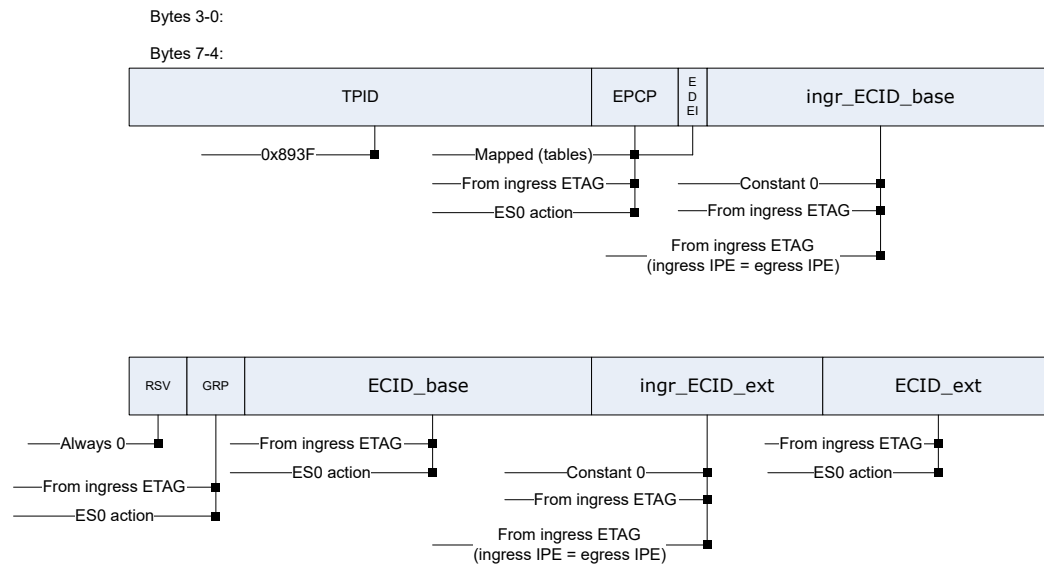 Bytes 3-0:
Bytes 7-4:
TPID
EPCP
E
D
EI
ingr_ECID_base
0x893F
Mapped (tables)
From ingress ETAG
ES0 action
Constant 0
From ingress ETAG
From ingress ETAG
(ingress IPE = egress IPE)
RSV
GRP
ECID_base
ingr_ECID_ext
ECID_ext
Always 0
From ingress ETAG
ES0 action
From ingress ETAG
ES0 action
Constant 0
From ingress ETAG
From ingress ETAG
(ingress IPE = egress IPE)
From ingress ETAG
ES0 action